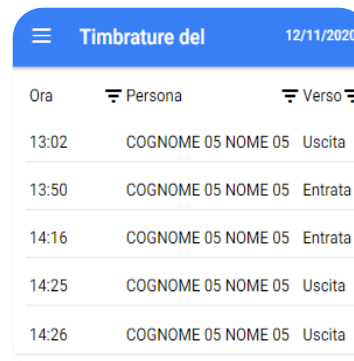 Timbrature del 12/11/2020
Ora Persona Verso
13:02 COGNOME 05 NOME 05 Uscita
13:50 COGNOME 05 NOME 05 Entrata
14:16 COGNOME 05 NOME 05 Entrata
14:25 COGNOME 05 NOME 05 Uscita
14:26 COGNOME 05 NOME 05 Uscita